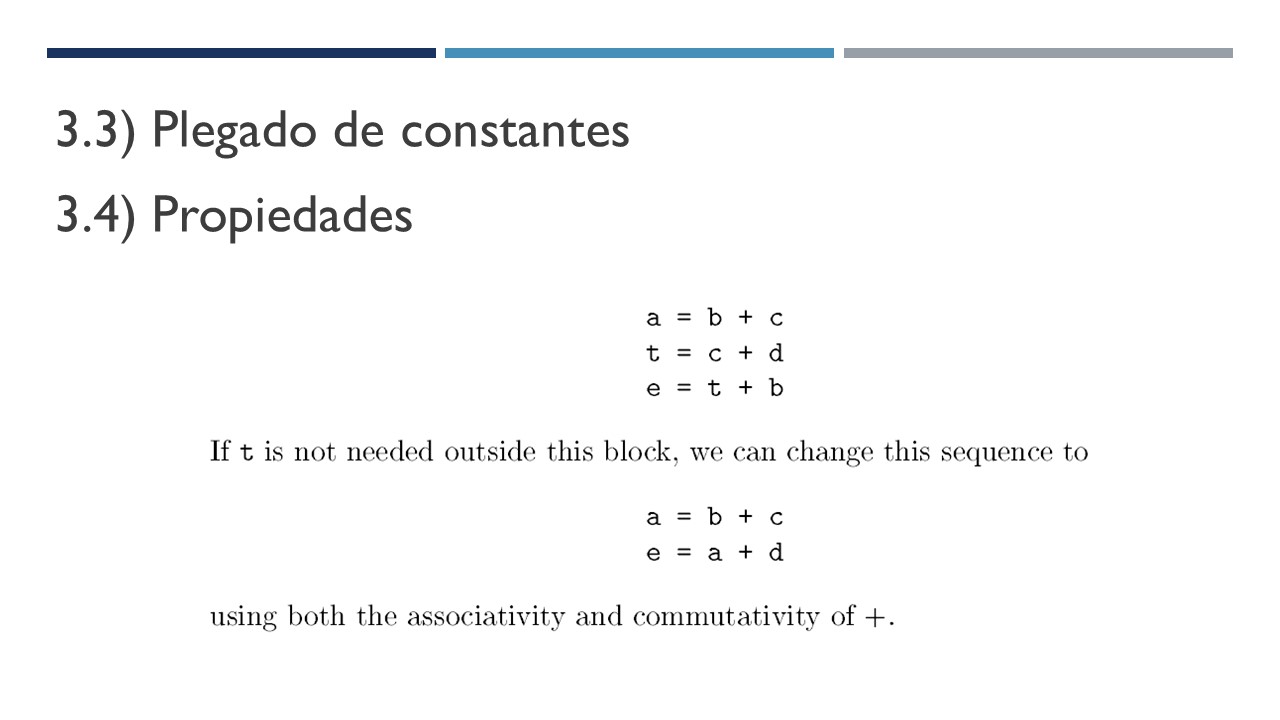 3.3) Plegado de constantes
3.4) Propiedades
a = b + c
t = c + d
e = t + b
If t is not needed outside this block, we can change this sequence to
a = b + c
e = a + d
using both the associativity and commutativity of +.